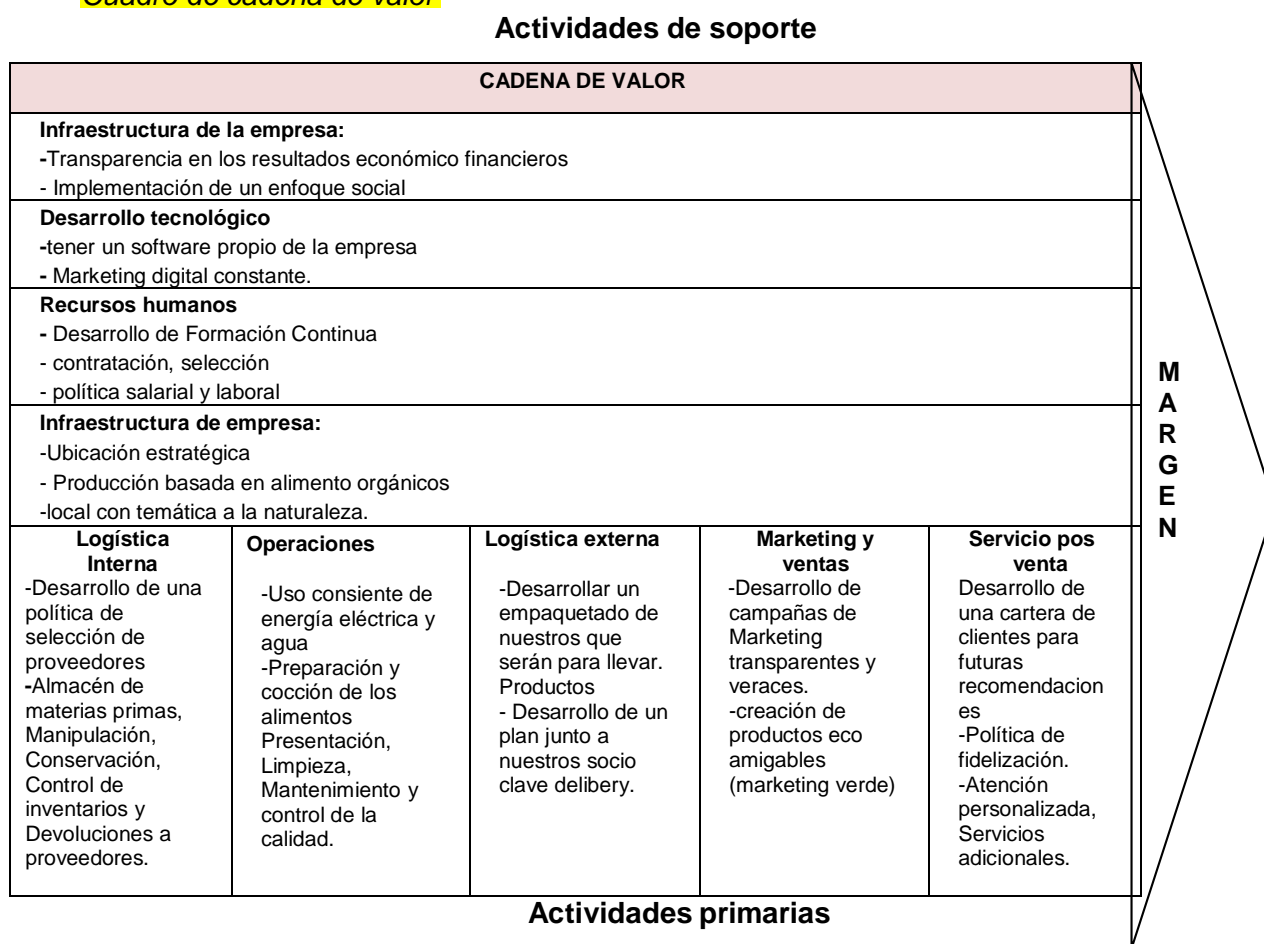 Cuadro de cadena de valor
Actividades de soporte
CADENA DE VALOR
Infraestructura de la empresa:
-Transparencia en los resultados económico financieros
- Implementación de un enfoque social
Desarrollo tecnológico
-tener un software propio de la empresa
- Marketing digital constante.
Recursos humanos
- Desarrollo de Formación Continua
- contratación, selección
- política salarial y laboral
Infraestructura de empresa:
-Ubicación estratégica
- Producción basada en alimento orgánicos
-local con temática a la naturaleza.
Logística
Interna
-Desarrollo de una
política de
selección de
proveedores
-Almacén de
materias primas,
Manipulación,
Conservación,
Control de
inventarios y
Devoluciones a
proveedores.
Operaciones
-Uso consiente de
energía eléctrica y
agua
-Preparación y
cocción de los
alimentos
Presentación,
Limpieza,
Mantenimiento y
control de la
calidad.
Logística externa
-Desarrollar un
empaquetado de
nuestros que
serán para llevar.
Productos
- Desarrollo de un
plan junto a
nuestros socio
clave delibery.
Marketing y
ventas
-Desarrollo de
campañas de
Marketing
transparentes y
veraces.
-creación de
productos eco
amigables
(marketing verde)
Servicio pos
venta
Desarrollo de
una cartera de
clientes para
futuras
recomendacion
es
-Política de
fidelización.
-Atención
personalizada,
Servicios
adicionales.
M
A
R
G
E
N
Actividades primarias